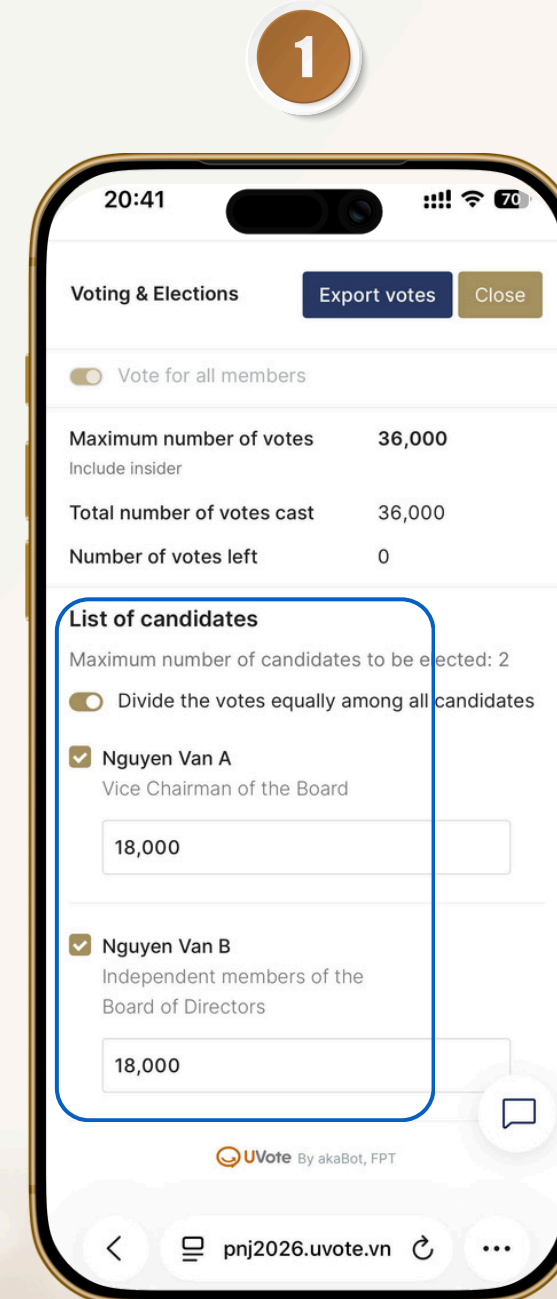 1
20:41
70
Voting & Elections
Export votes
Close
Vote for all members
Maximum number of votes 36,000
Include insider
Total number of votes cast 36,000
Number of votes left 0
List of candidates
Maximum number of candidates to be elected: 2
Divide the votes equally among all candidates
Nguyen Van A
Vice Chairman of the Board
18,000
Nguyen Van B
Independent members of the
Board of Directors
18,000
UVote By akaBot, FPT
pnj2026.uvote.vn